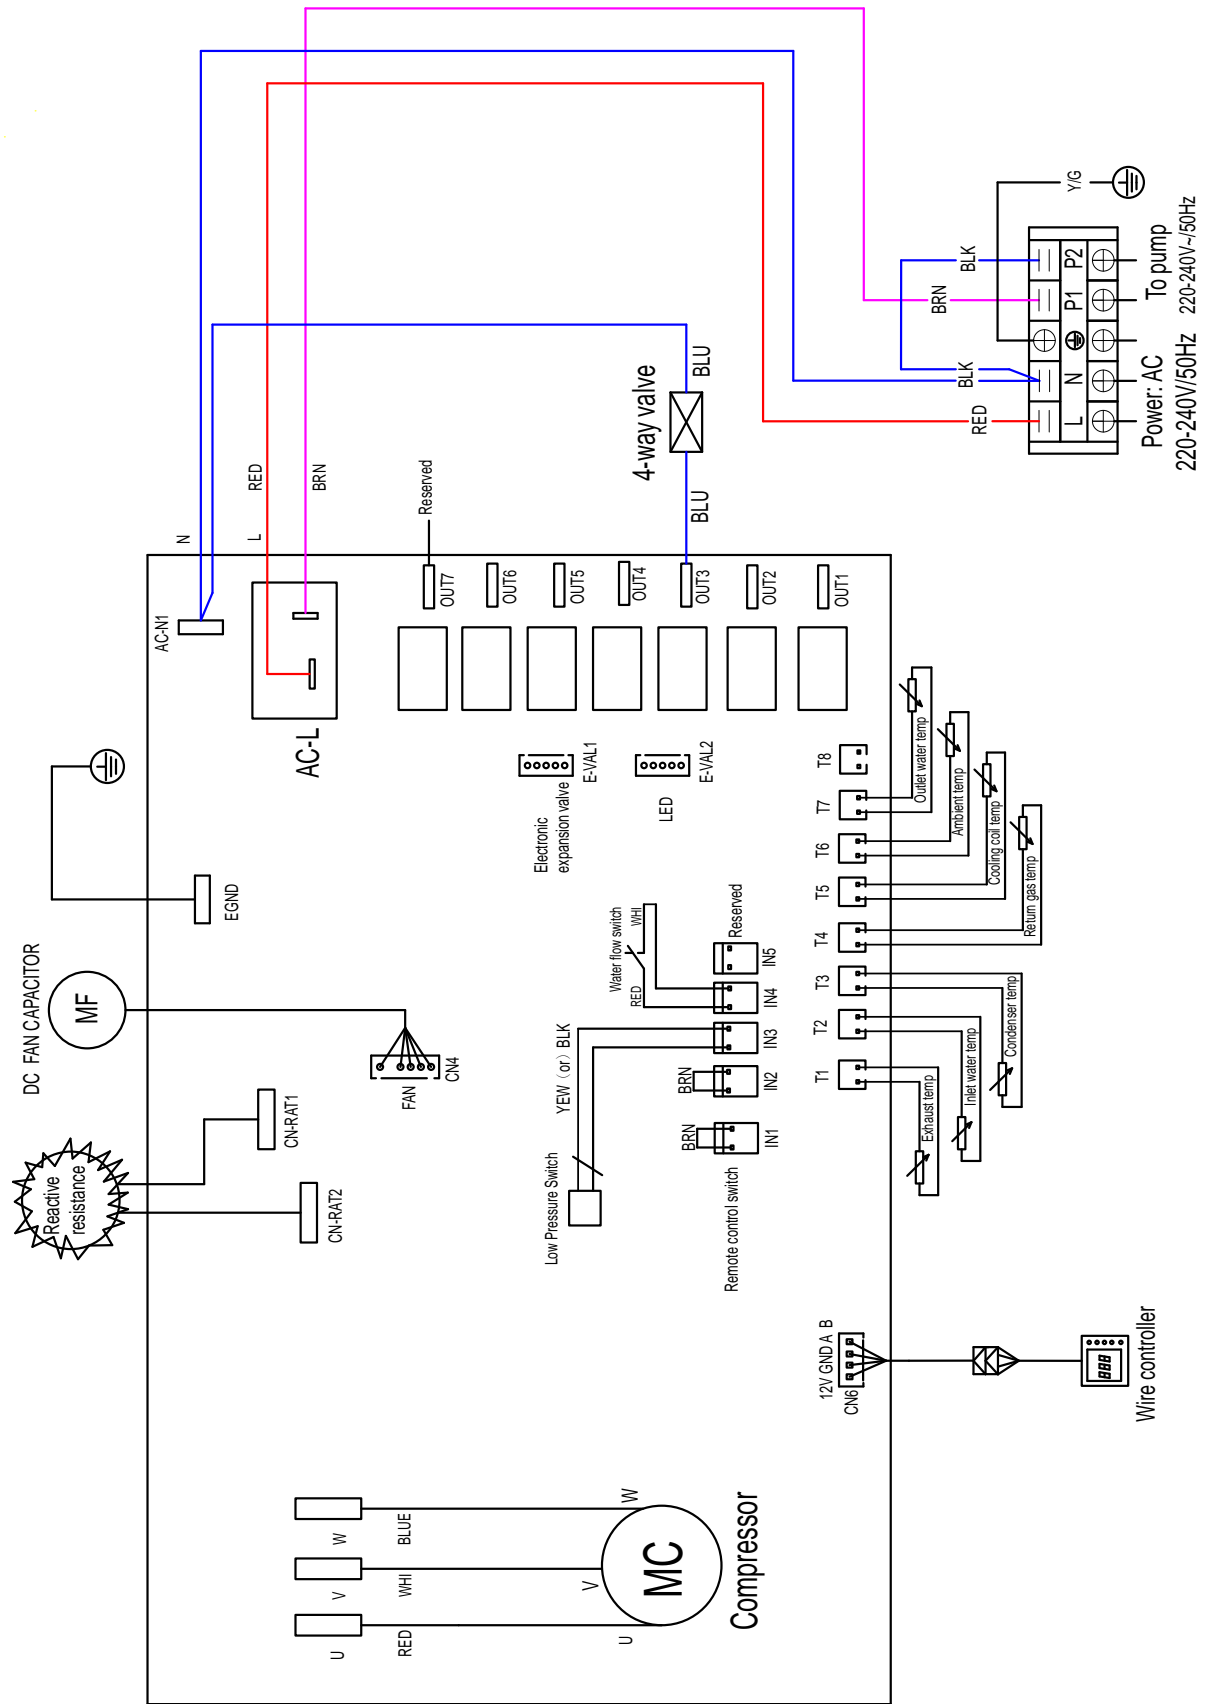 N
RED
BRN
L
AC-N1
AC-L
Reserved
OUT7
OUT6
OUT5
OUT4
OUT3
OUT2
OUT1
BLU
4-way valve
BLU
RED
BLK
BRN
BLK
Y/G
L
N
P1
P2
Power: AC
220-240V/50Hz
To pump
220-240V~/50Hz
EGND
Electronic
expansion valve
E-VAL1
LED
E-VAL2
DC FAN CAPACITOR
MF
FAN
CN4
Reactive
resistance
CN-RAT1
CN-RAT2
Water flow switch
RED
WHI
YEW (or) BLK
Low Pressure Switch
BRN
BRN
Remote control switch
IN1
IN2
IN3
IN4
IN5
Reserved
T1
T2
T3
T4
T5
T6
T7
T8
Exhaust temp
Inlet water temp
Condenser temp
Return gas temp
Cooling coil temp
Ambient temp
Outlet water temp
12V GND A B
CN6
888
Wire controller
U
V
W
RED
WHI
BLUE
U
V
W
MC
Compressor